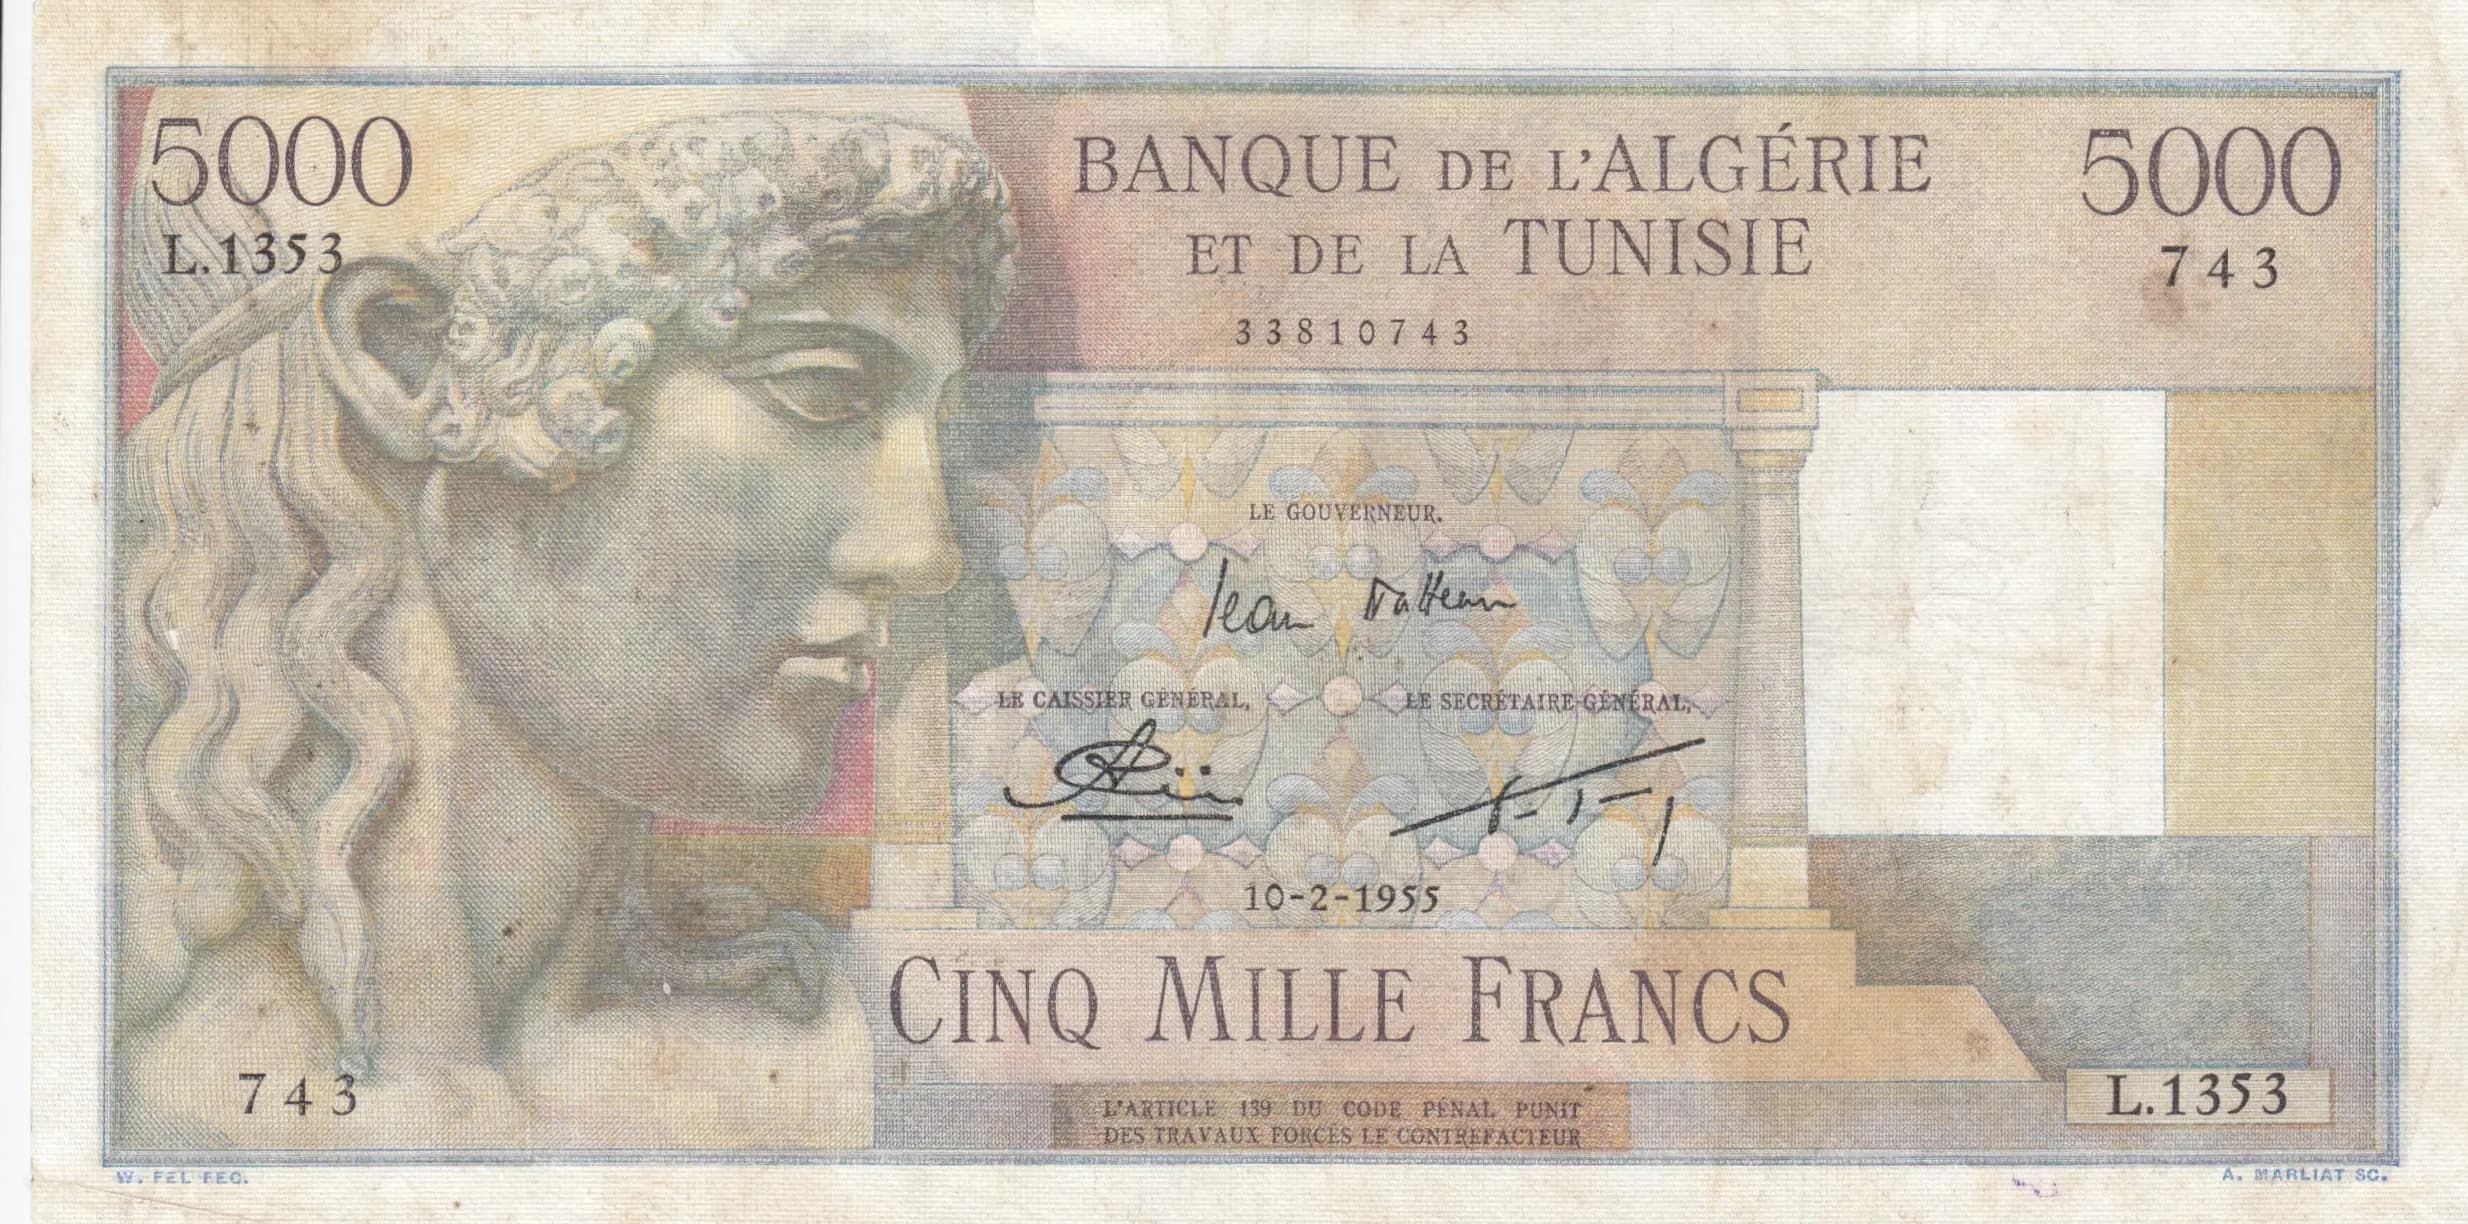 5000
BANQUE DE L'ALGÉRIE
5000
L.1353
ET DE LA TUNISIE
743
33810743
LE GOUVERNEUR.
LE CAISSIER GÉNÉRAL,
LE SECRÉTAIRE GÉNÉRAL,
10-2-1955
CINQ MILLE FRANCS
743
L'ARTICLE 139 DU CODE PÉNAL PUNIT
DES TRAVAUX FORCÉS LE CONTREFACTEUR
L.1353
W. FEL FEC.
A. MARLIAT SC.